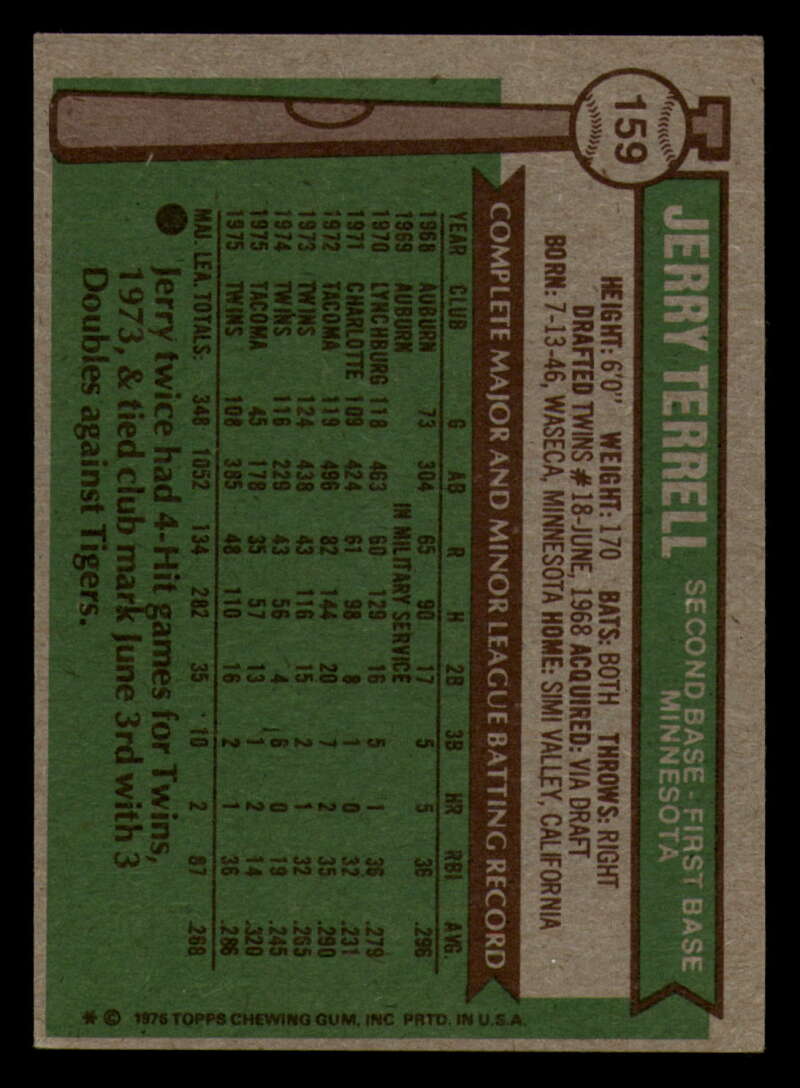 159
JERRY TERRELL
SECOND BASE - FIRST BASE
MINNESOTA
HEIGHT: 6'0" WEIGHT: 170 BATS: BOTH THROWS: RIGHT
DRAFTED TWINS #18-JUNE, 1968 ACQUIRED: VIA DRAFT
BORN: 7-13-46, WASECA, MINNESOTA HOME: SIMI VALLEY, CALIFORNIA
COMPLETE MAJOR AND MINOR LEAGUE BATTING RECORD
YEAR CLUB G AB R H 2B 3B HR RBI AVG.
1968 AUBURN 73 304 65 90 17 5 5 36 .296
1969 AUBURN IN MILITARY SERVICE
1970 LYNCHBURG 118 463 60 129 16 5 1 36 .279
1971 CHARLOTTE 109 424 61 98 8 1 0 32 .231
1972 TACOMA 119 496 82 144 20 7 2 35 .290
1973 TWINS 124 438 43 116 15 2 1 32 .265
1974 TWINS 116 229 43 56 4 6 0 19 .245
1975 TACOMA 45 178 35 57 13 1 2 14 .320
1975 TWINS 108 385 48 110 16 2 1 36 .286
MAJ. LEA. TOTALS 348 1052 134 282 35 10 2 87 .268
Jerry twice had 4-Hit games for Twins,
1973, & tied club mark June 3rd with 3
Doubles against Tigers.
* © 1976 TOPPS CHEWING GUM, INC PRTD. IN U.S.A.